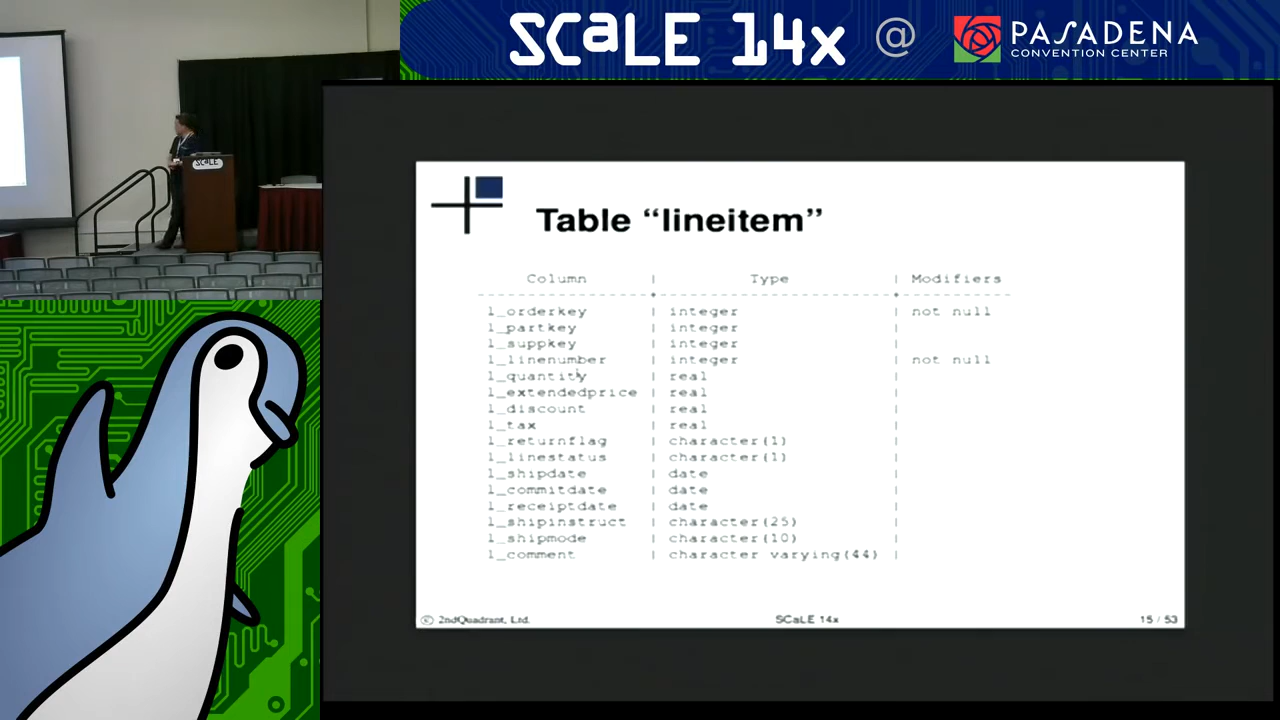 SCaLE 14x @ PASADENA
CONVENTION CENTER
SCaLE
Table “lineitem”
Column | Type | Modifiers
--------------------+--------------------------+------------
l_orderkey | integer | not null
l_partkey | integer |
l_suppkey | integer |
l_linenumber | integer | not null
l_quantity | real |
l_extendedprice | real |
l_discount | real |
l_tax | real |
l_returnflag | character(1) |
l_linestatus | character(1) |
l_shipdate | date |
l_commitdate | date |
l_receiptdate | date |
l_shipinstruct | character(25) |
l_shipmode | character(10) |
l_comment | character varying(44) |
© 2ndQuadrant, Ltd. SCaLE 14x 15 / 53